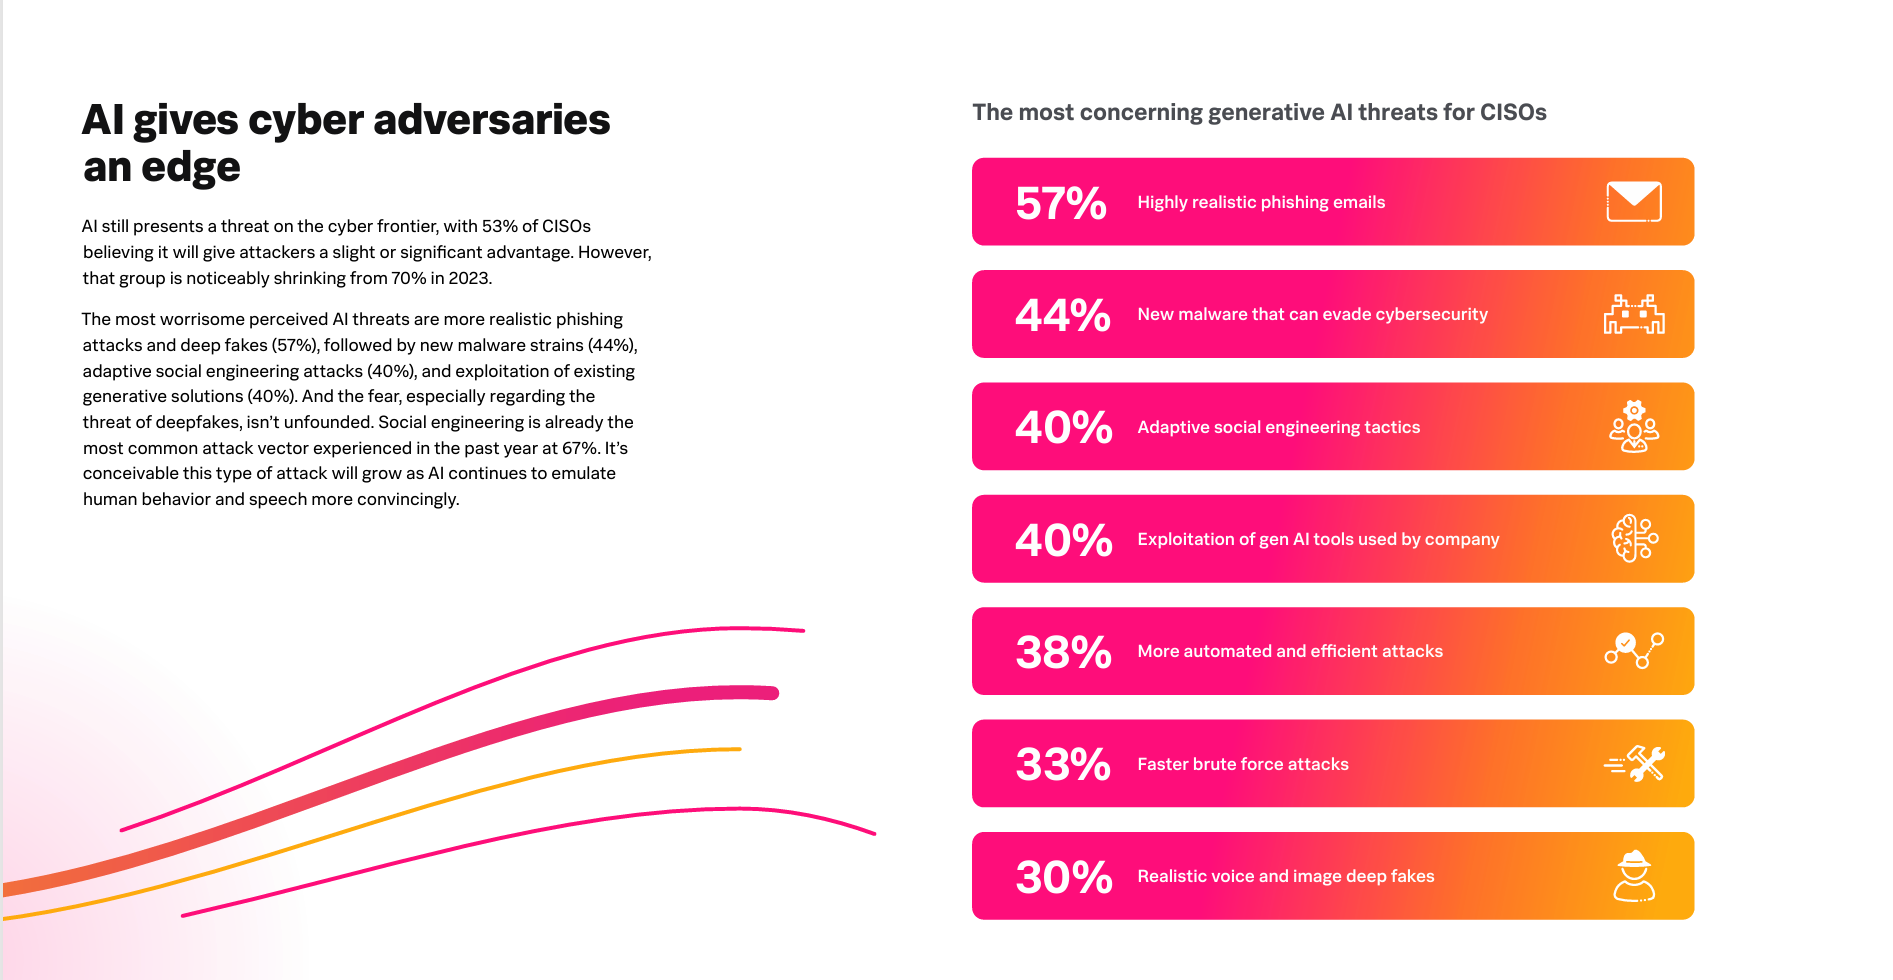 AI gives cyber adversaries
an edge
AI still presents a threat on the cyber frontier, with 53% of CISOs
believing it will give attackers a slight or significant advantage. However,
that group is noticeably shrinking from 70% in 2023.
The most worrisome perceived AI threats are more realistic phishing
attacks and deep fakes (57%), followed by new malware strains (44%),
adaptive social engineering attacks (40%), and exploitation of existing
generative solutions (40%). And the fear, especially regarding the
threat of deepfakes, isn’t unfounded. Social engineering is already the
most common attack vector experienced in the past year at 67%. It’s
conceivable this type of attack will grow as AI continues to emulate
human behavior and speech more convincingly.
The most concerning generative AI threats for CISOs
57% Highly realistic phishing emails
44% New malware that can evade cybersecurity
40% Adaptive social engineering tactics
40% Exploitation of gen AI tools used by company
38% More automated and efficient attacks
33% Faster brute force attacks
30% Realistic voice and image deep fakes